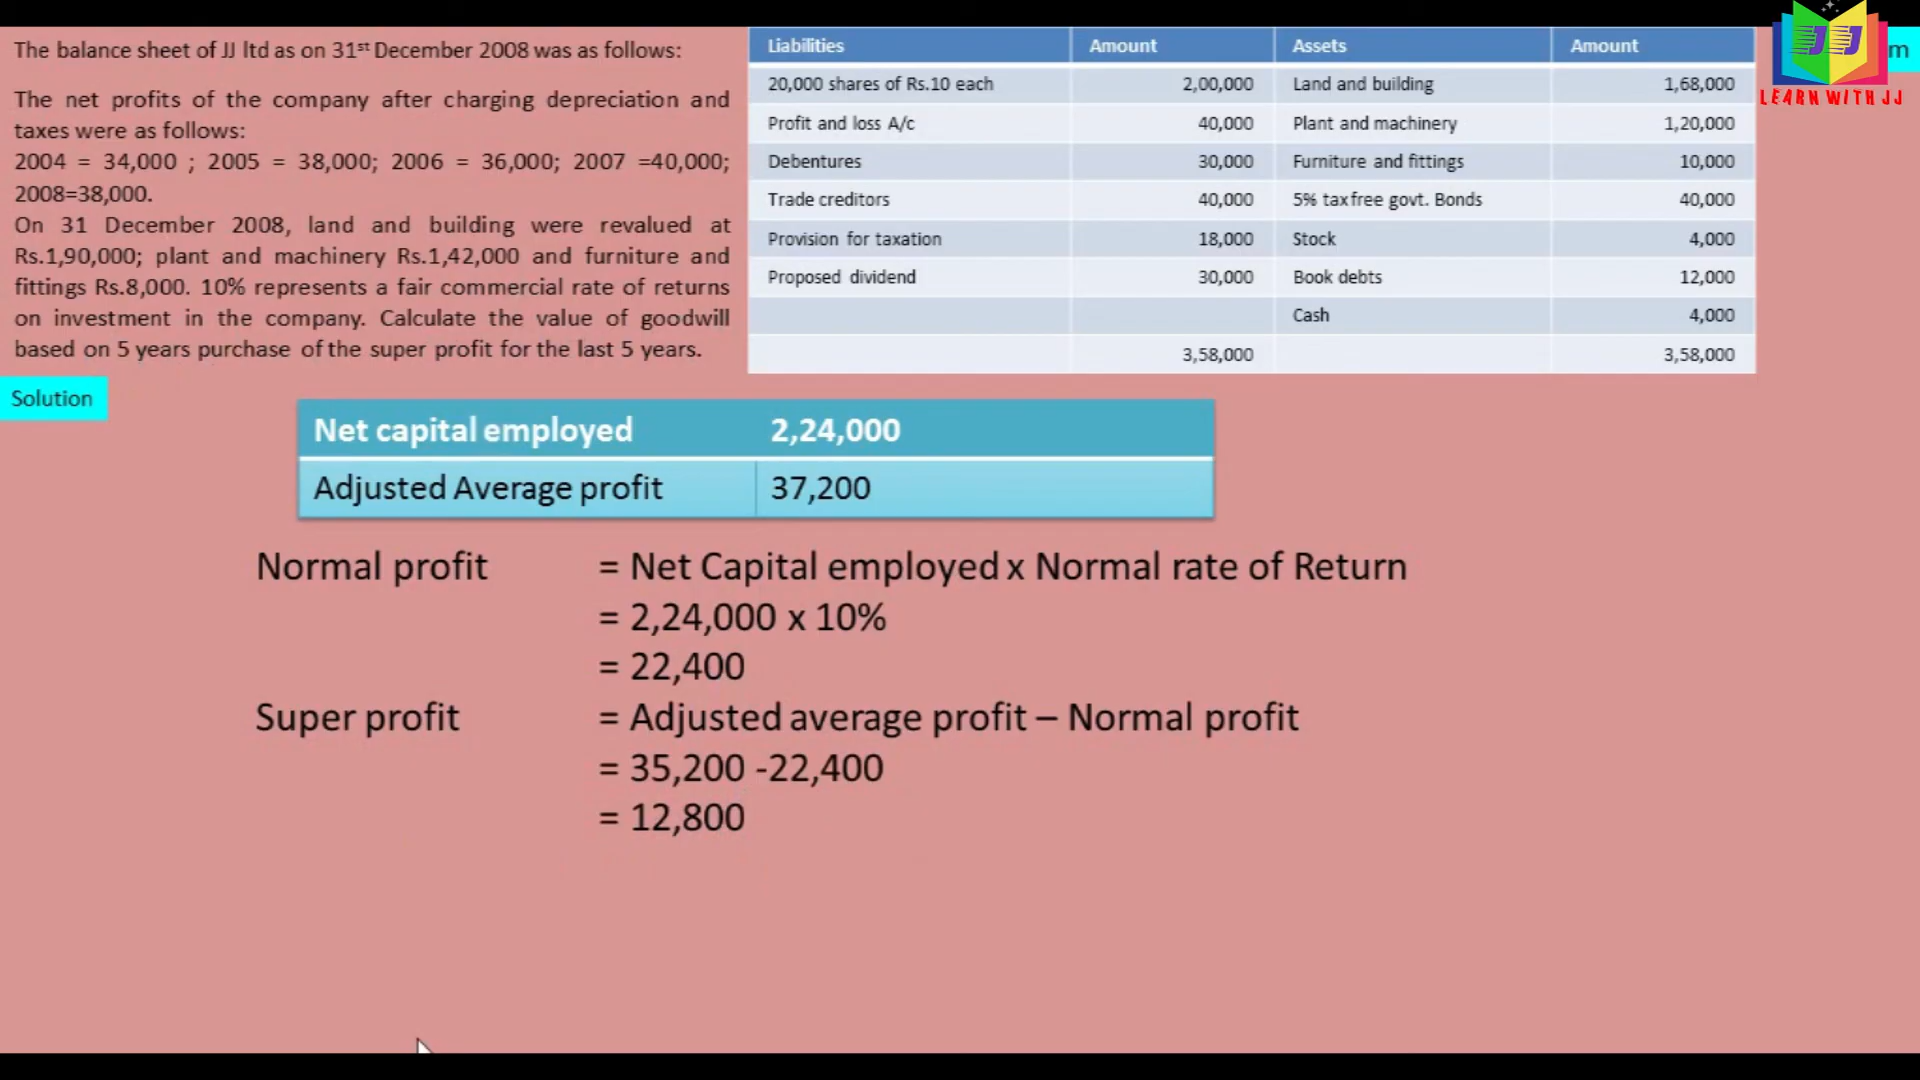 The balance sheet of JJ ltd as on 31st December 2008 was as follows:
The net profits of the company after charging depreciation and
taxes were as follows:
2004 = 34,000 ; 2005 = 38,000; 2006 = 36,000; 2007 =40,000;
2008=38,000.
On 31 December 2008, land and building were revalued at
Rs.1,90,000; plant and machinery Rs.1,42,000 and furniture and
fittings Rs.8,000. 10% represents a fair commercial rate of returns
on investment in the company. Calculate the value of goodwill
based on 5 years purchase of the super profit for the last 5 years.
Liabilities Amount Assets Amount
20,000 shares of Rs.10 each 2,00,000 Land and building 1,68,000
Profit and loss A/c 40,000 Plant and machinery 1,20,000
Debentures 30,000 Furniture and fittings 10,000
Trade creditors 40,000 5% tax free govt. Bonds 40,000
Provision for taxation 18,000 Stock 4,000
Proposed dividend 30,000 Book debts 12,000
Cash 4,000
3,58,000 3,58,000
m
JJ
LEARN WITH JJ
Solution
Net capital employed 2,24,000
Adjusted Average profit 37,200
Normal profit = Net Capital employed x Normal rate of Return
= 2,24,000 x 10%
= 22,400
Super profit = Adjusted average profit – Normal profit
= 35,200 -22,400
= 12,800